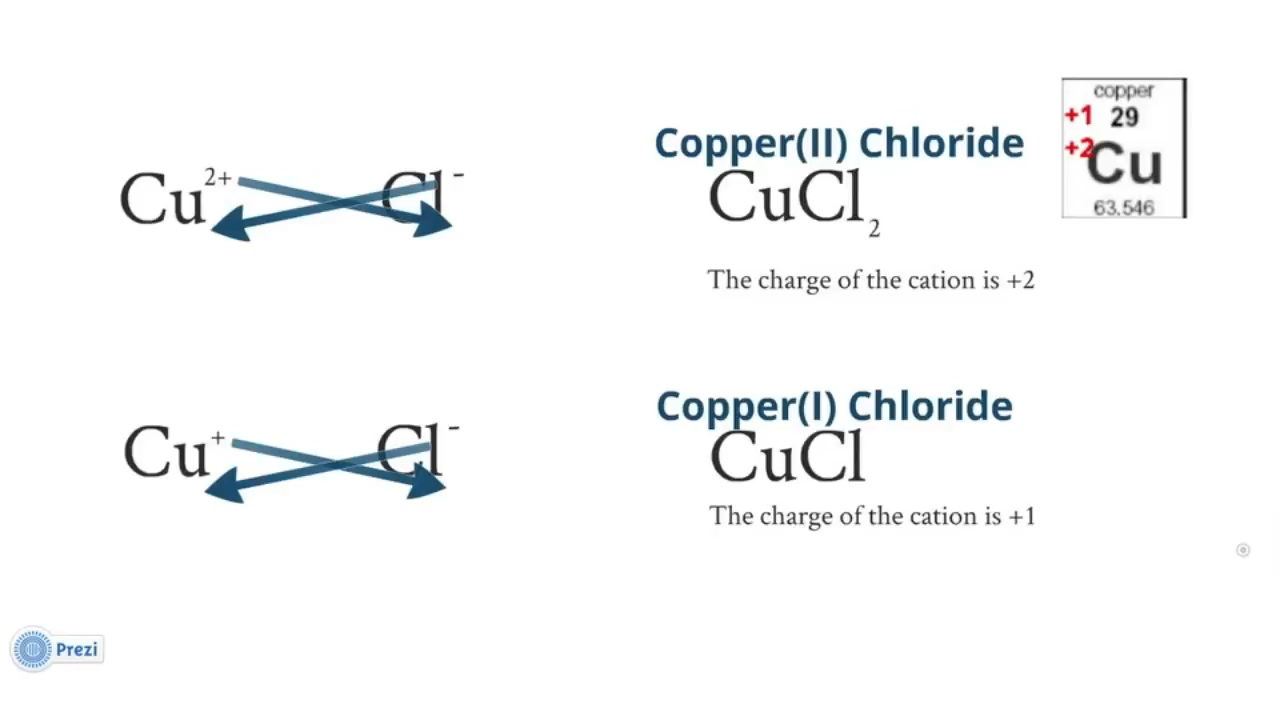 Cu²⁺ Cl⁻
Copper(II) Chloride
CuCl₂
The charge of the cation is +2
copper
+1 29
+2 Cu
63.546
Cu⁺ Cl⁻
Copper(I) Chloride
CuCl
The charge of the cation is +1
Prezi